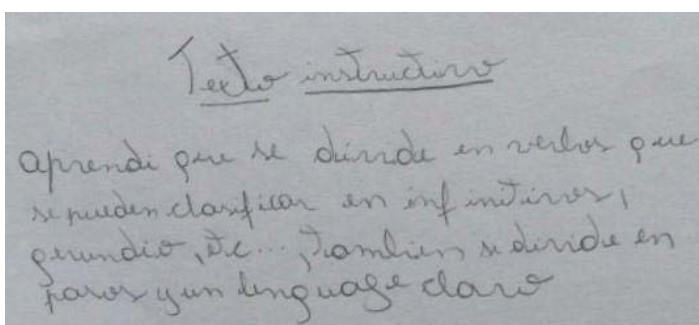 Texto instructivo
aprendi que se divide en verbos que
se pueden clasificar en infinitivos,
gerundio, etc..., tambien se divide en
pasos y un lenguage claro